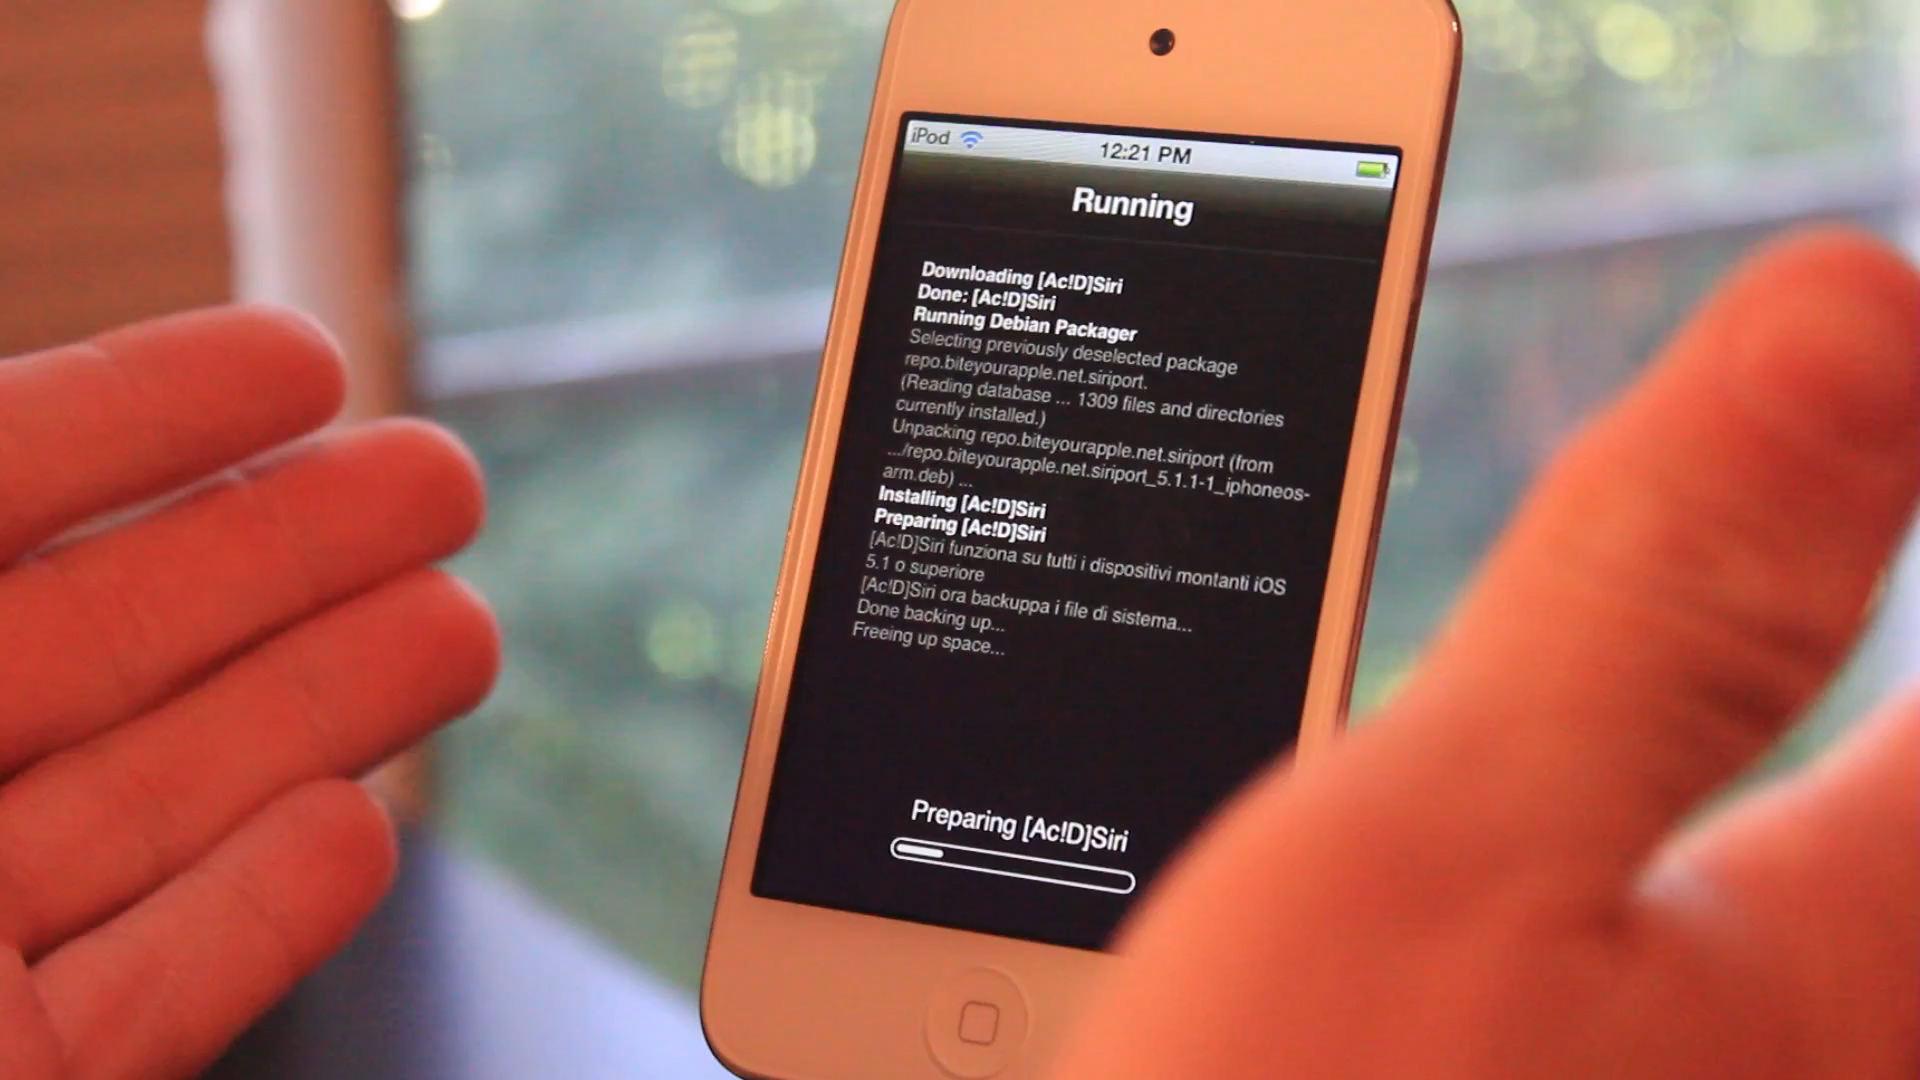 iPod 12:21 PM
Running
Downloading [Ac!D]Siri
Done: [Ac!D]Siri
Running Debian Packager
Selecting previously deselected package
repo.biteyourapple.net.siriport.
(Reading database ... 1309 files and directories
currently installed.)
Unpacking repo.biteyourapple.net.siriport (from
.../repo.biteyourapple.net.siriport_5.1.1-1_iphoneos-
arm.deb) ...
Installing [Ac!D]Siri
Preparing [Ac!D]Siri
[Ac!D]Siri funziona su tutti i dispositivi montanti iOS
5.1 o superiore
[Ac!D]Siri ora backuppa i file di sistema...
Done backing up...
Freeing up space...
Preparing [Ac!D]Siri